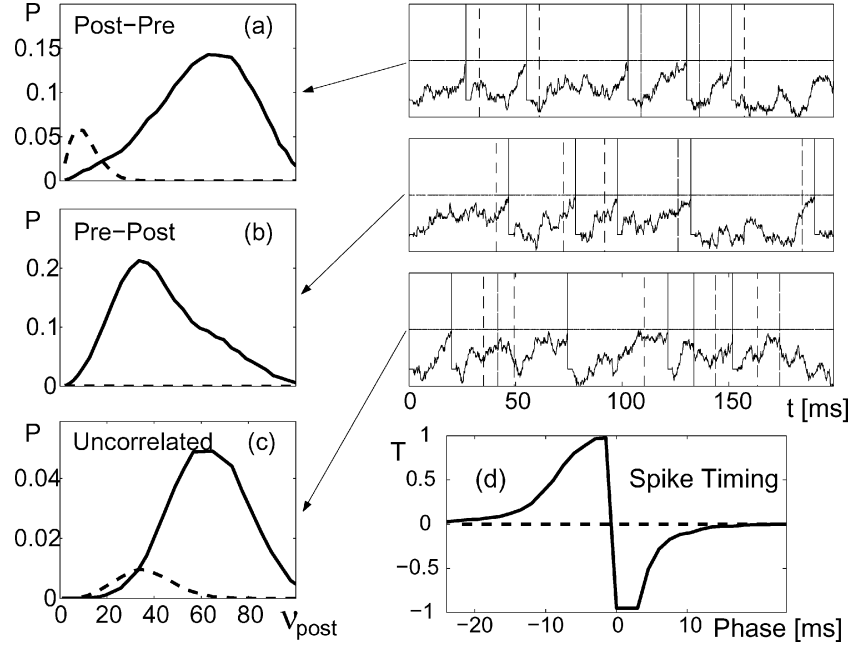 P
Post−Pre (a)
0.15
0.1
0.05
0
P
Pre−Post (b)
0.2
0.1
0
P
Uncorrelated (c)
0.04
0.02
0
0 20 40 60 80 ν_post
0 50 100 150 t [ms]
T
1
(d) Spike Timing
0.5
0
−0.5
−1
−20 −10 0 10 Phase [ms]